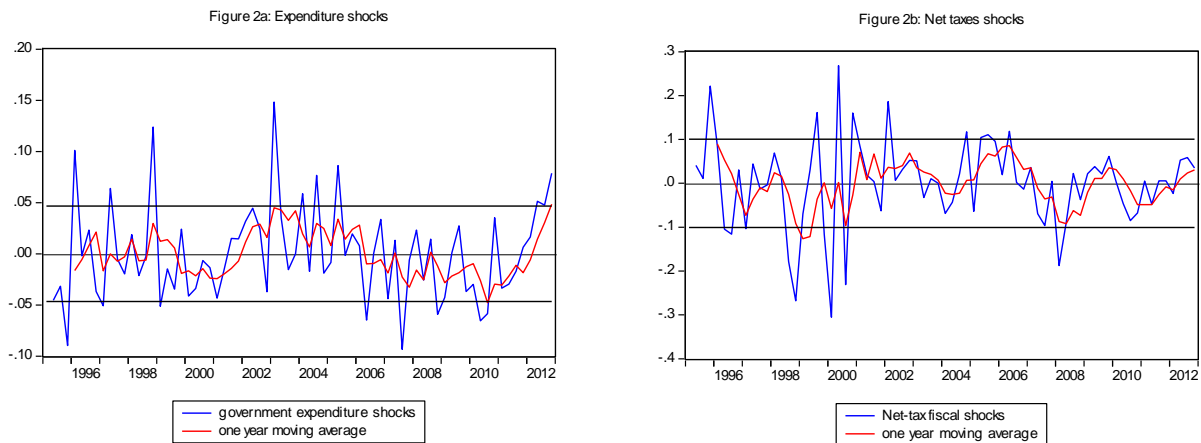 Figure 2a: Expenditure shocks
.20
.15
.10
.05
.00
-.05
-.10
1996 1998 2000 2002 2004 2006 2008 2010 2012
government expenditure shocks
one year moving average
Figure 2b: Net taxes shocks
.3
.2
.1
.0
-.1
-.2
-.3
-.4
1996 1998 2000 2002 2004 2006 2008 2010 2012
Net-tax fiscal shocks
one year moving average